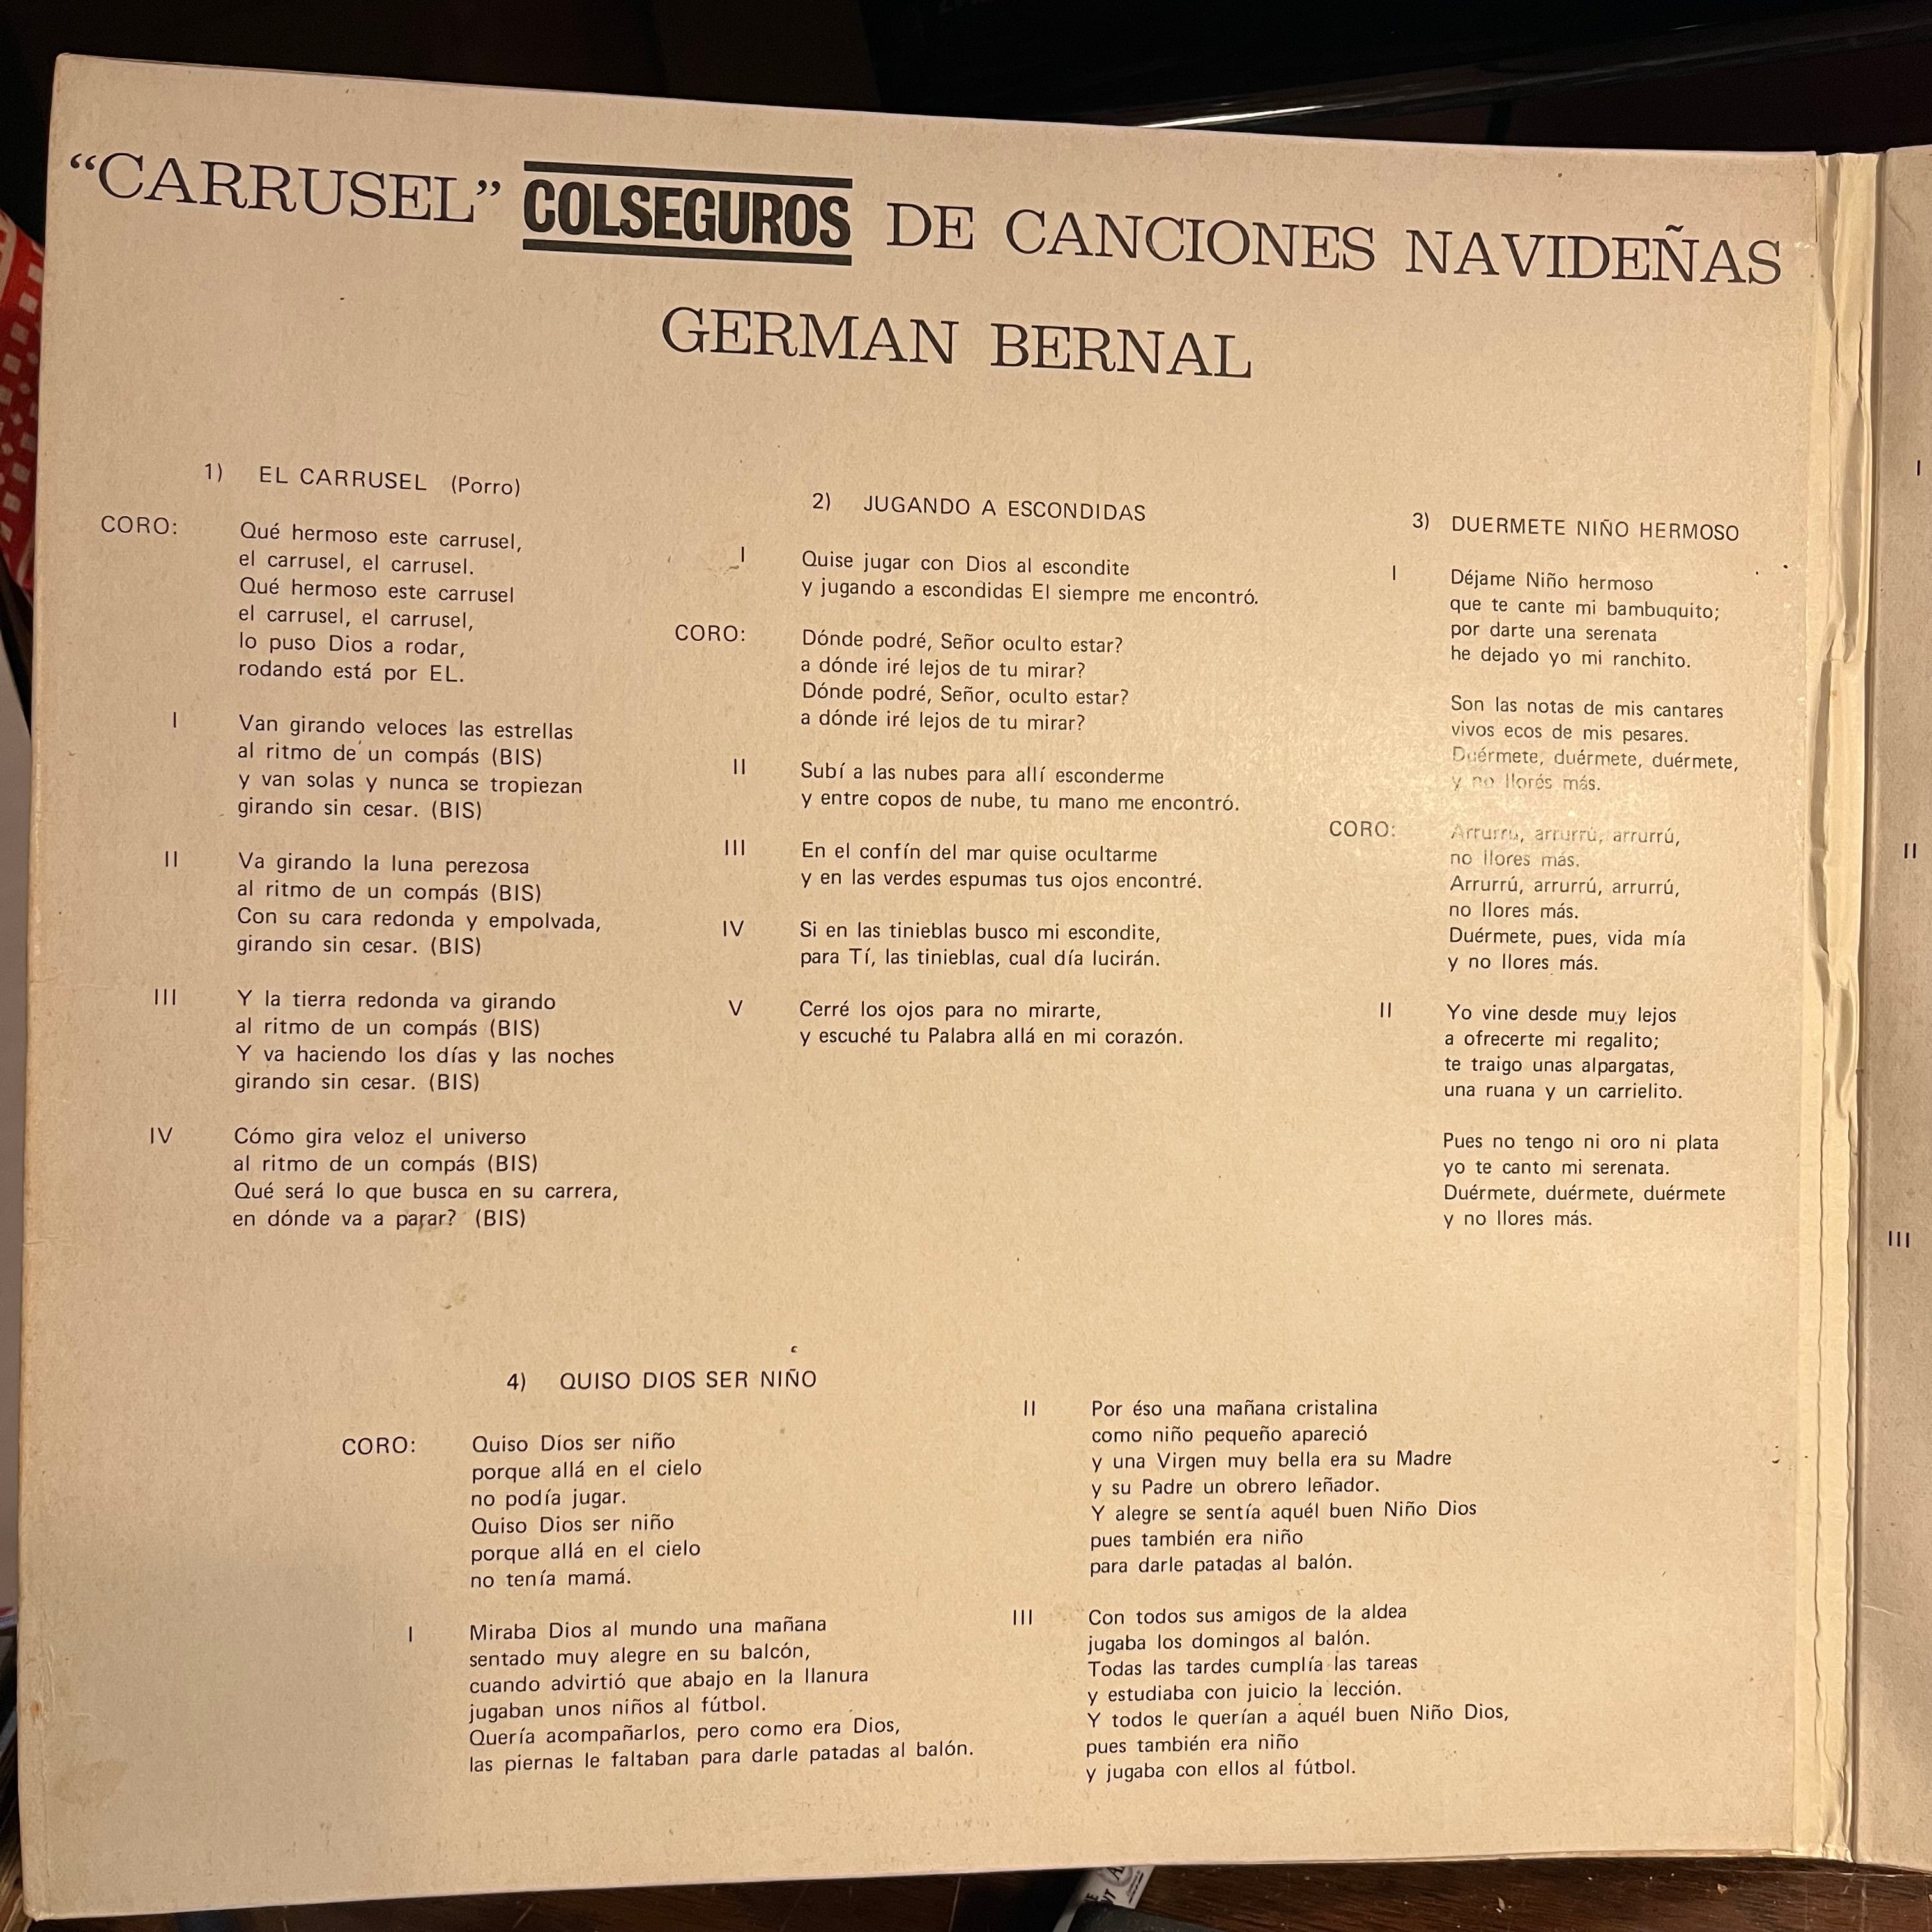 “CARRUSEL” COLSEGUROS DE CANCIONES NAVIDEÑAS
GERMAN BERNAL
1) EL CARRUSEL (Porro)
CORO: Qué hermoso este carrusel,
el carrusel, el carrusel.
Qué hermoso este carrusel
el carrusel, el carrusel,
lo puso Dios a rodar,
rodando está por EL.
I Van girando veloces las estrellas
al ritmo de un compás (BIS)
y van solas y nunca se tropiezan
girando sin cesar. (BIS)
II Va girando la luna perezosa
al ritmo de un compás (BIS)
Con su cara redonda y empolvada,
girando sin cesar. (BIS)
III Y la tierra redonda va girando
al ritmo de un compás (BIS)
Y va haciendo los días y las noches
girando sin cesar. (BIS)
IV Cómo gira veloz el universo
al ritmo de un compás (BIS)
Qué será lo que busca en su carrera,
en dónde va a parar? (BIS)
2) JUGANDO A ESCONDIDAS
I Quise jugar con Dios al escondite
y jugando a escondidas El siempre me encontró.
CORO: Dónde podré, Señor oculto estar?
a dónde iré lejos de tu mirar?
Dónde podré, Señor, oculto estar?
a dónde iré lejos de tu mirar?
II Subí a las nubes para allí esconderme
y entre copos de nube, tu mano me encontró.
III En el confín del mar quise ocultarme
y en las verdes espumas tus ojos encontré.
IV Si en las tinieblas busco mi escondite,
para Tí, las tinieblas, cual día lucirán.
V Cerré los ojos para no mirarte,
y escuché tu Palabra allá en mi corazón.
3) DUERMETE NIÑO HERMOSO
I Déjame Niño hermoso
que te cante mi bambuquito;
por darte una serenata
he dejado yo mi ranchito.
Son las notas de mis cantares
vivos ecos de mis pesares.
Duérmete, duérmete, duérmete,
y no llorés más.
CORO: Arrurrú, arrurrú, arrurrú,
no llores más.
Arrurrú, arrurrú, arrurrú,
no llores más.
Duérmete, pues, vida mía
y no llores más.
II Yo vine desde muy lejos
a ofrecerte mi regalito;
te traigo unas alpargatas,
una ruana y un carrielito.
Pues no tengo ni oro ni plata
yo te canto mi serenata.
Duérmete, duérmete, duérmete
y no llores más.
4) QUISO DIOS SER NIÑO
CORO: Quiso Dios ser niño
porque allá en el cielo
no podía jugar.
Quiso Dios ser niño
porque allá en el cielo
no tenía mamá.
I Miraba Dios al mundo una mañana
sentado muy alegre en su balcón,
cuando advirtió que abajo en la llanura
jugaban unos niños al fútbol.
Quería acompañarlos, pero como era Dios,
las piernas le faltaban para darle patadas al balón.
II Por éso una mañana cristalina
como niño pequeño apareció
y una Virgen muy bella era su Madre
y su Padre un obrero leñador.
Y alegre se sentía aquél buen Niño Dios
pues también era niño
para darle patadas al balón.
III Con todos sus amigos de la aldea
jugaba los domingos al balón.
Todas las tardes cumplía las tareas
y estudiaba con juicio la lección.
Y todos le querían a aquél buen Niño Dios,
pues también era niño
y jugaba con ellos al fútbol.
I
II
III